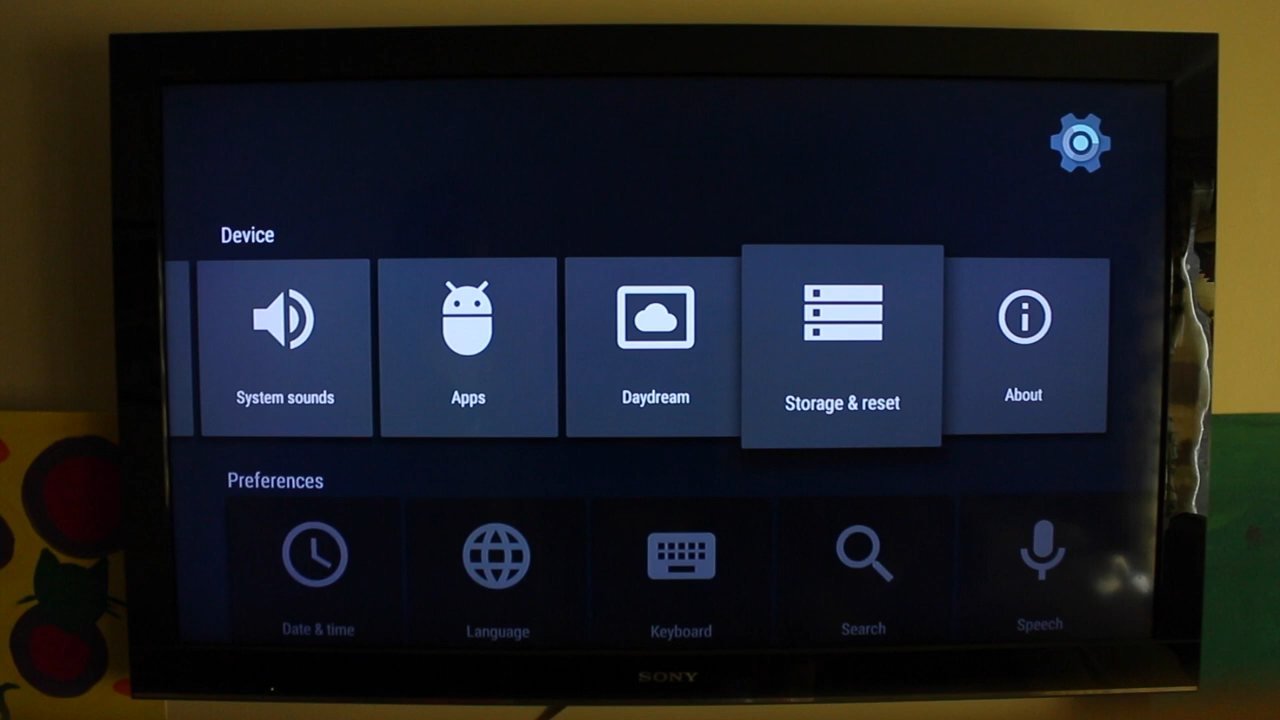 Device
System sounds
Apps
Daydream
Storage & reset
About
Preferences
Date & time
Language
Keyboard
Search
Speech
SONY